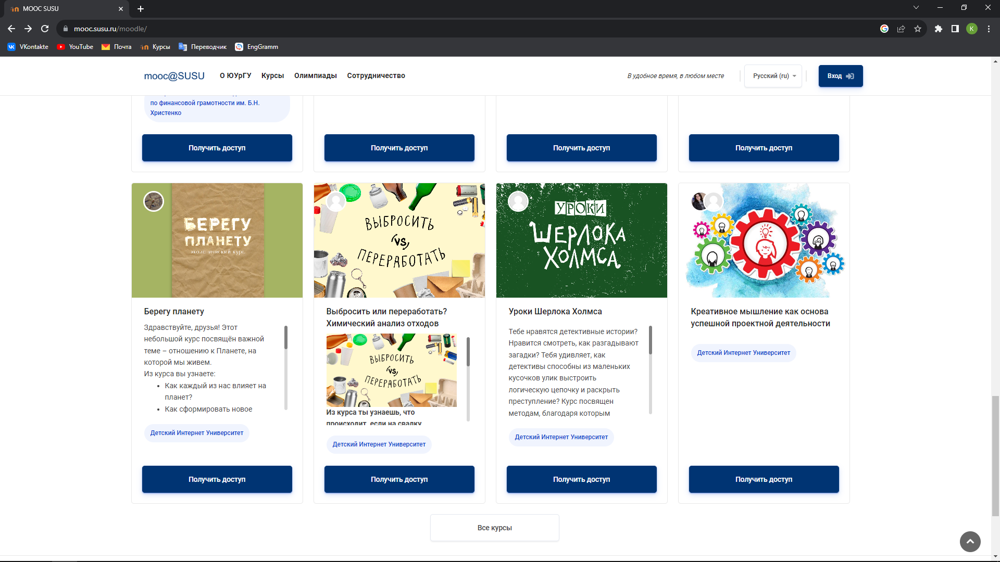 MOOC SUSU
mooc.susu.ru/moodle/
K
VKontakte
YouTube
Почта
Курсы
Переводчик
EngGramm
mooc@SUSU
О ЮУрГУ
Курсы
Олимпиады
Сотрудничество
В удобное время, в любом месте
Русский (ru)
Вход
по финансовой грамотности им. Б.Н.
Христенко
Получить доступ
Получить доступ
Получить доступ
Получить доступ
БЕРЕГУ
ПЛАНЕТУ
экологический курс
Берегу планету
Здравствуйте, друзья! Этот
небольшой курс посвящён важной
теме – отношению к Планете, на
которой мы живем.
Из курса вы узнаете:
• Как каждый из нас влияет на
планет?
• Как сформировать новое
Детский Интернет Университет
Получить доступ
ВЫБРОСИТЬ
(VS)
ПЕРЕРАБОТАТЬ
Выбросить или переработать?
Химический анализ отходов
ВЫБРОСИТЬ
(VS)
ПЕРЕРАБОТАТЬ
Из курса ты узнаешь, что
происходит, если на свалку
Детский Интернет Университет
Получить доступ
УРОКИ
ШЕРЛОКА
ХОЛМСА
Уроки Шерлока Холмса
Тебе нравятся детективные истории?
Нравится смотреть, как разгадывают
загадки? Тебя удивляет, как
детективы способны из маленьких
кусочков улик выстроить
логическую цепочку и раскрыть
преступление? Курс посвящен
методам, благодаря которым
Детский Интернет Университет
Получить доступ
Креативное мышление как основа
успешной проектной деятельности
Детский Интернет Университет
Получить доступ
Все курсы